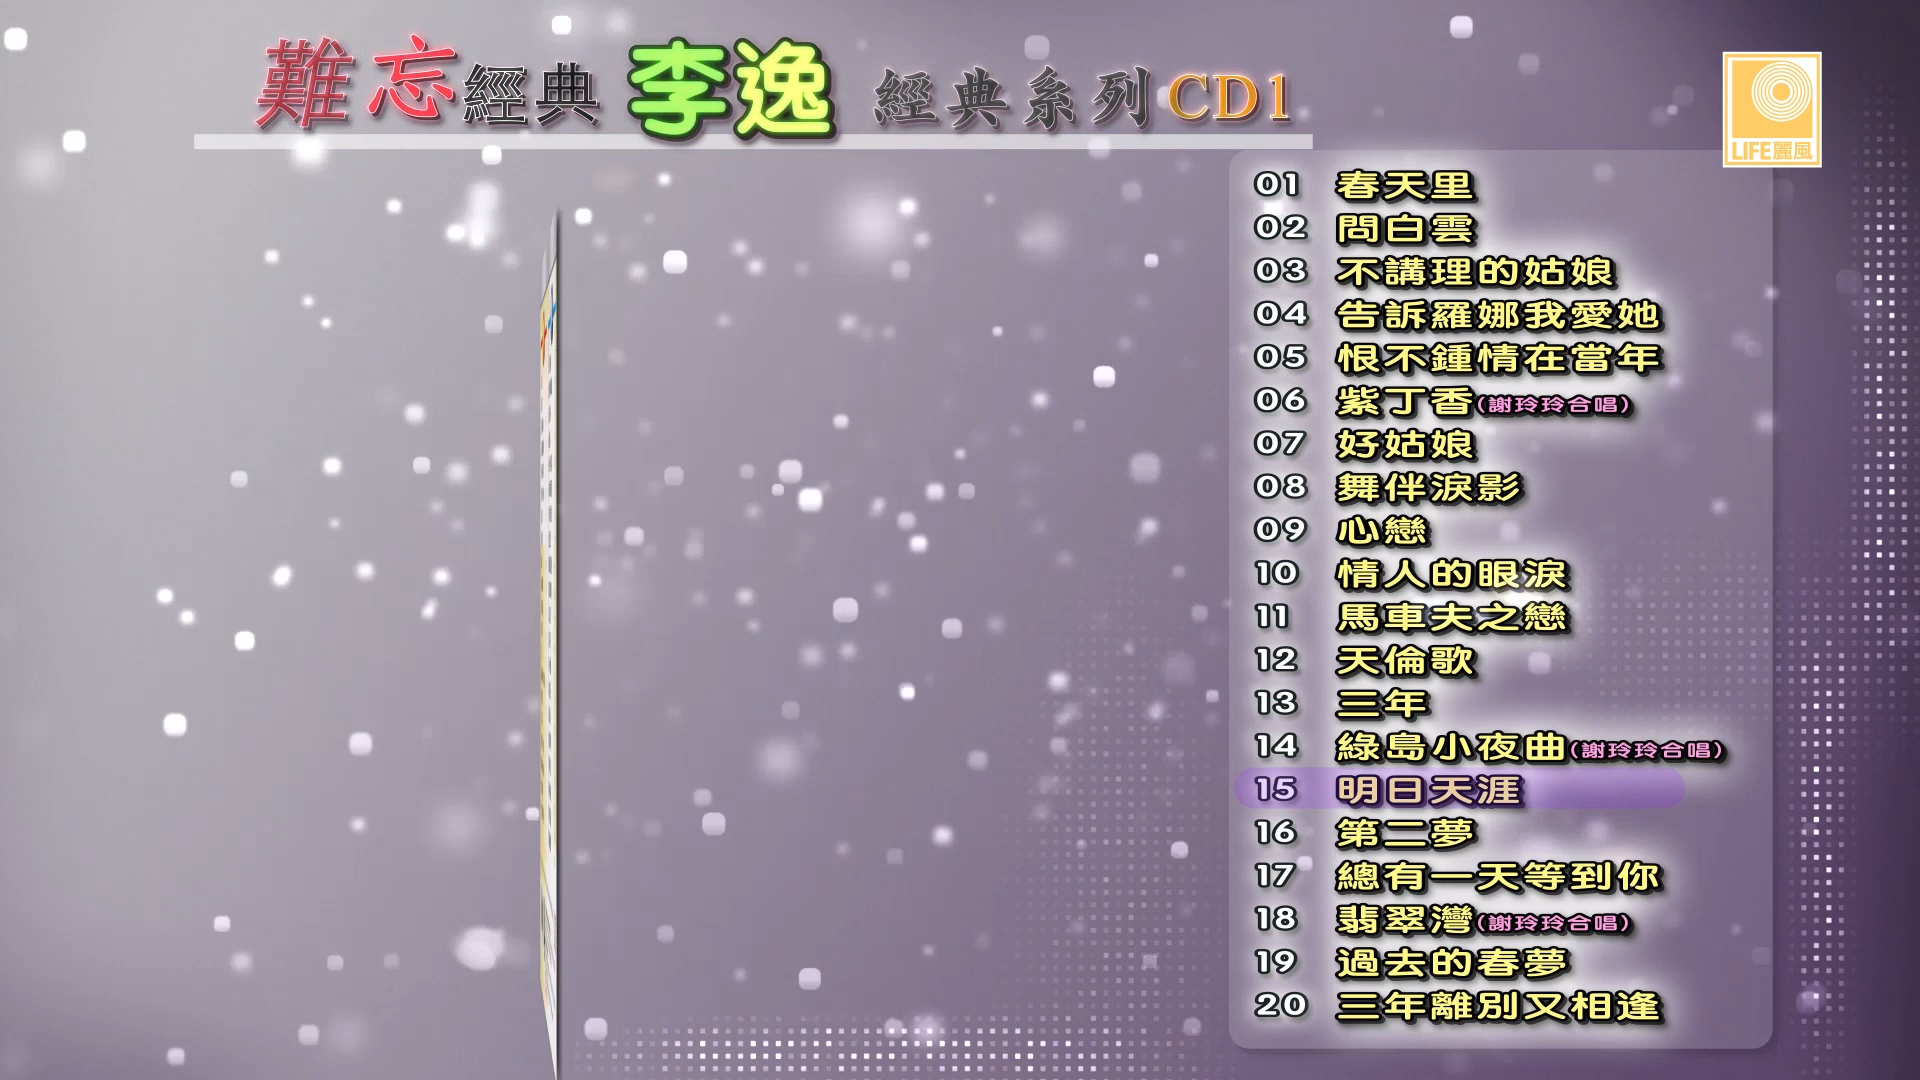 難忘經典 李逸 經典系列CD1
LIFE麗風
01 春天里
02 問白雲
03 不講理的姑娘
04 告訴羅娜我愛她
05 恨不鍾情在當年
06 紫丁香(謝玲玲合唱)
07 好姑娘
08 舞伴淚影
09 心戀
10 情人的眼淚
11 馬車夫之戀
12 天倫歌
13 三年
14 綠島小夜曲(謝玲玲合唱)
15 明日天涯
16 第二夢
17 總有一天等到你
18 翡翠灣(謝玲玲合唱)
19 過去的春夢
20 三年離別又相逢